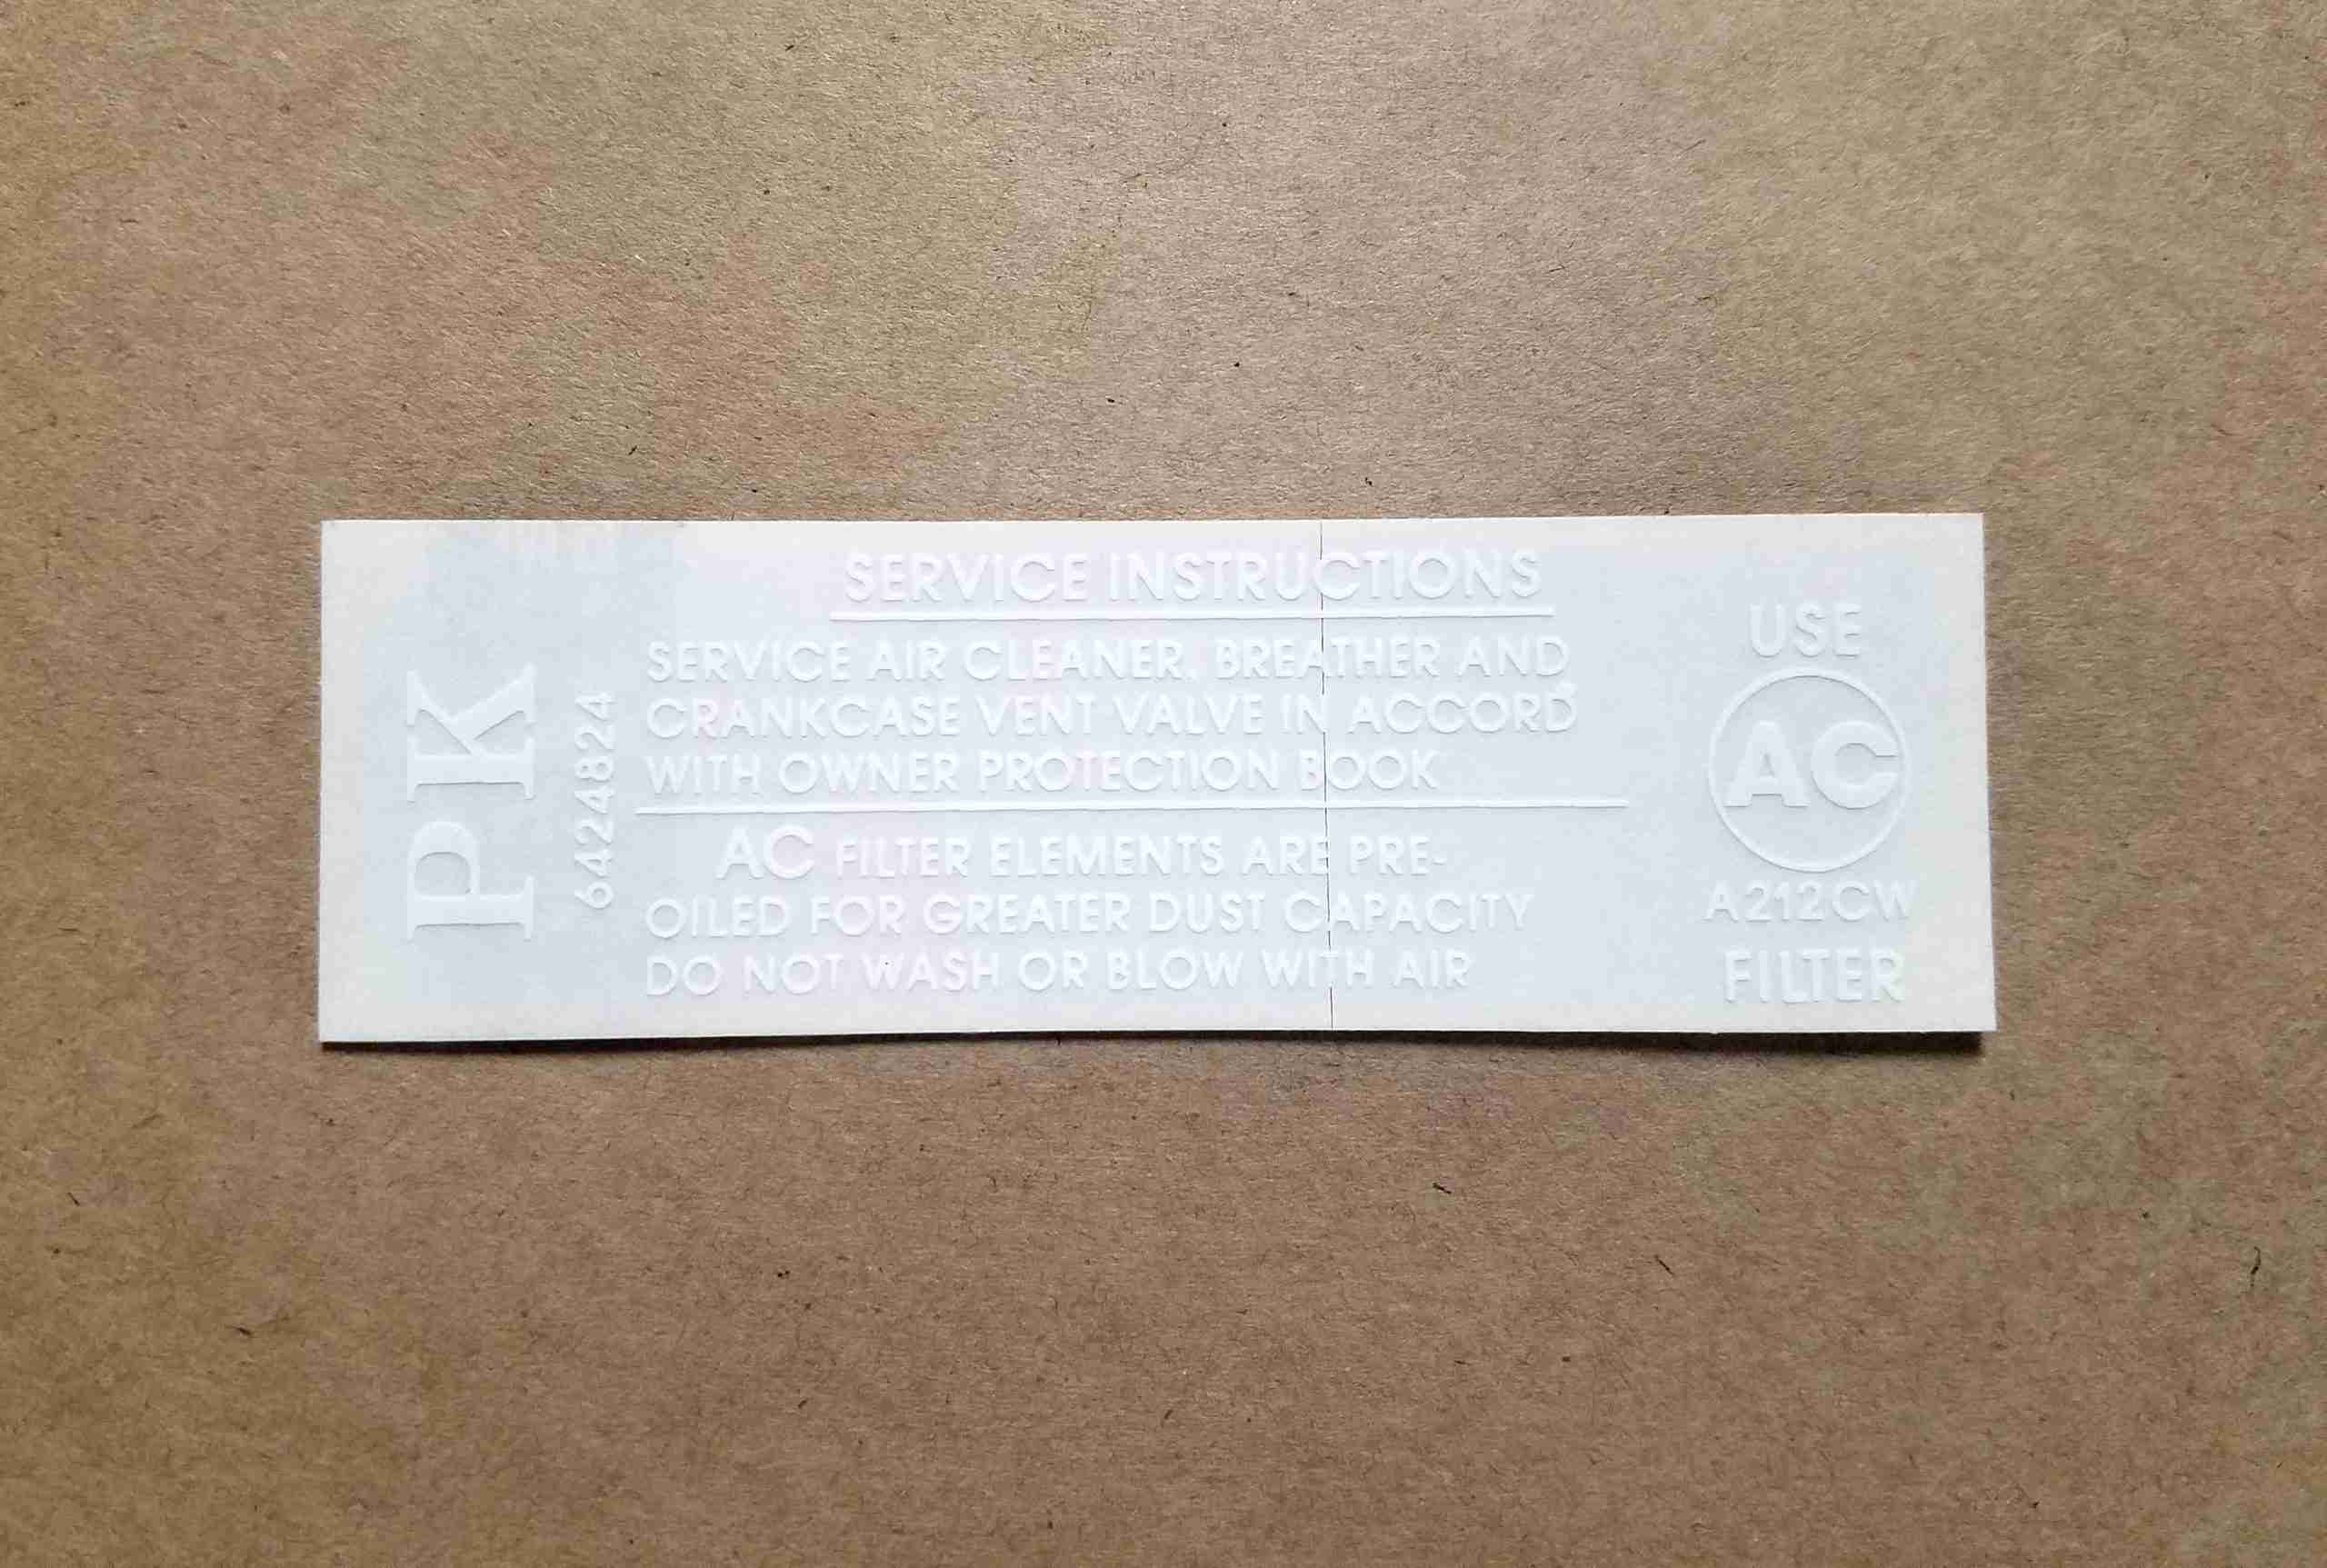 PK
6424824
SERVICE INSTRUCTIONS
SERVICE AIR CLEANER, BREATHER AND
CRANKCASE VENT VALVE IN ACCORD
WITH OWNER PROTECTION BOOK
AC FILTER ELEMENTS ARE PRE-
OILED FOR GREATER DUST CAPACITY
DO NOT WASH OR BLOW WITH AIR
USE
AC
A212CW
FILTER